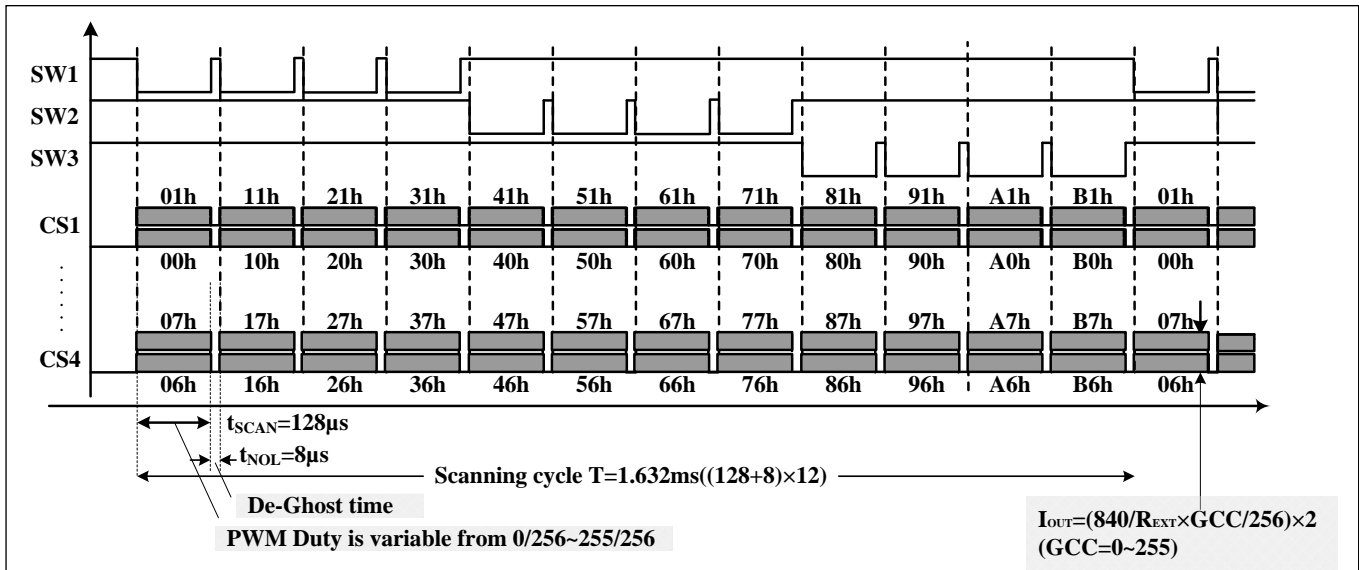 SW1
SW2
SW3
01h 11h 21h 31h 41h 51h 61h 71h 81h 91h A1h B1h 01h
CS1
00h 10h 20h 30h 40h 50h 60h 70h 80h 90h A0h B0h 00h
07h 17h 27h 37h 47h 57h 67h 77h 87h 97h A7h B7h 07h
CS4
06h 16h 26h 36h 46h 56h 66h 76h 86h 96h A6h B6h 06h
tSCAN=128µs
tNOL=8µs
Scanning cycle T=1.632ms((128+8)×12)
De-Ghost time
PWM Duty is variable from 0/256~255/256
IOUT=(840/REXT×GCC/256)×2
(GCC=0~255)